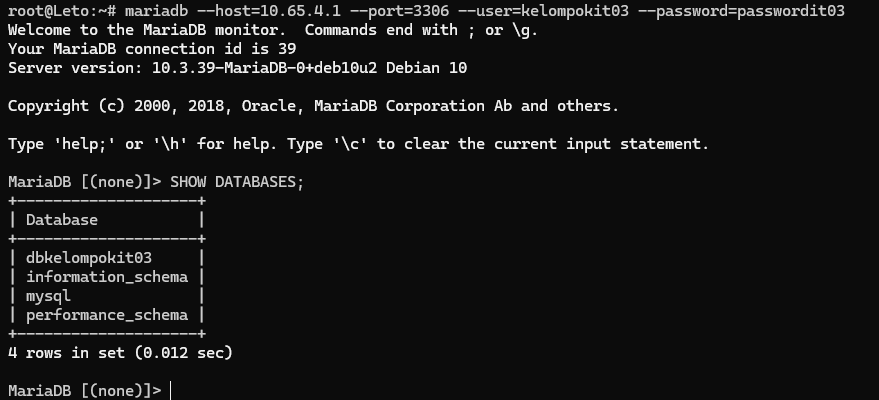 root@Leto:~# mariadb --host=10.65.4.1 --port=3306 --user=kelompokit03 --password=passwordit03
Welcome to the MariaDB monitor.  Commands end with ; or \g.
Your MariaDB connection id is 39
Server version: 10.3.39-MariaDB-0+deb10u2 Debian 10

Copyright (c) 2000, 2018, Oracle, MariaDB Corporation Ab and others.

Type 'help;' or '\h' for help. Type '\c' to clear the current input statement.

MariaDB [(none)]> SHOW DATABASES;
+--------------------+
| Database           |
+--------------------+
| dbkelompokit03     |
| information_schema |
| mysql              |
| performance_schema |
+--------------------+
4 rows in set (0.012 sec)

MariaDB [(none)]>